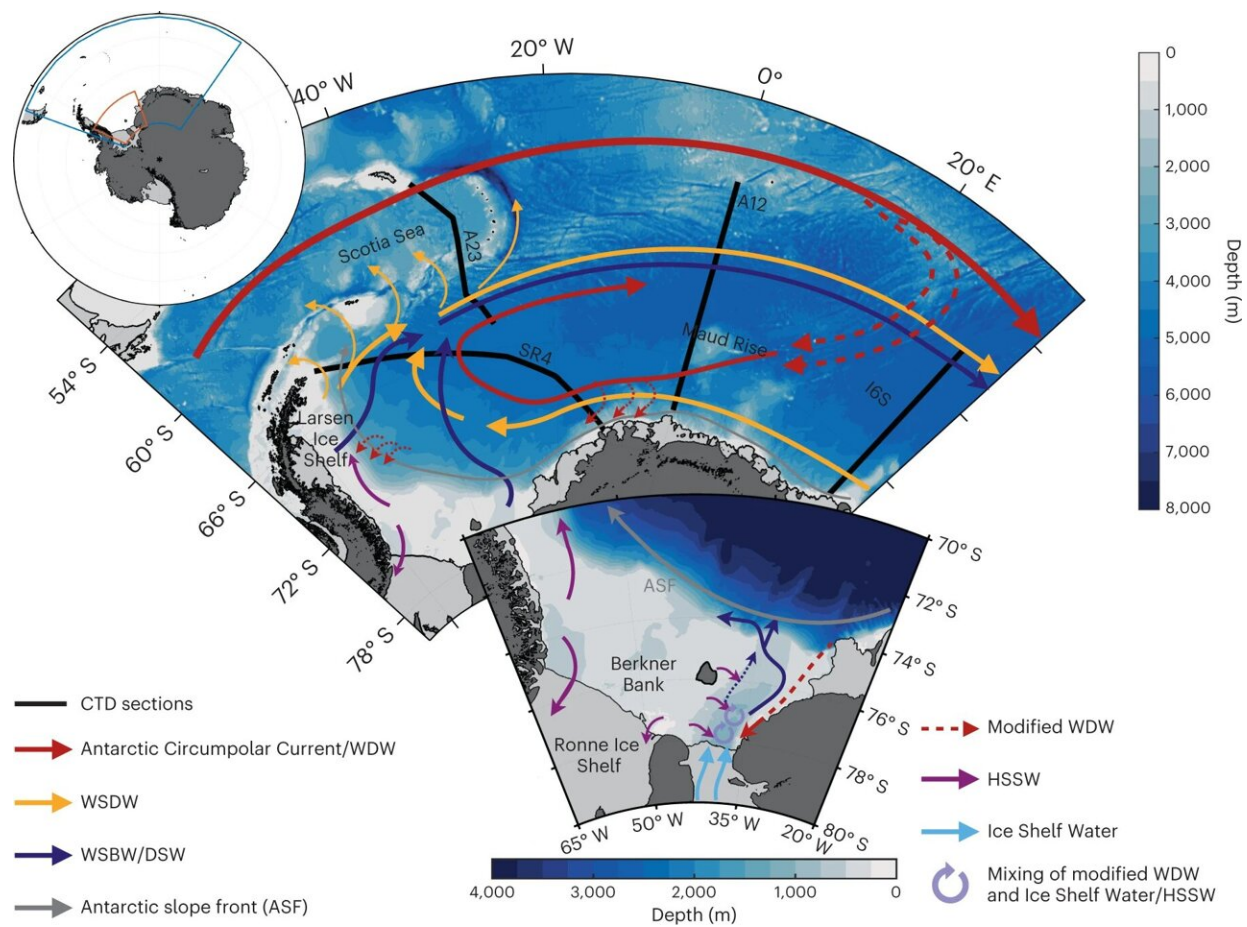 20° W
0°
40° W
20° E
0
1,000
2,000
3,000
4,000
5,000
6,000
7,000
8,000
Depth (m)
A12
A23
Scotia Sea
Maud Rise
SR4
I6S
54° S
60° S
66° S
72° S
78° S
Larsen
Ice
Shelf
70° S
72° S
74° S
76° S
78° S
80° S
ASF
Berkner
Bank
Ronne Ice
Shelf
65° W
50° W
35° W
20° W
4,000
3,000
2,000
1,000
0
Depth (m)
CTD sections
Antarctic Circumpolar Current/WDW
WSDW
WSBW/DSW
Antarctic slope front (ASF)
Modified WDW
HSSW
Ice Shelf Water
Mixing of modified WDW
and Ice Shelf Water/HSSW